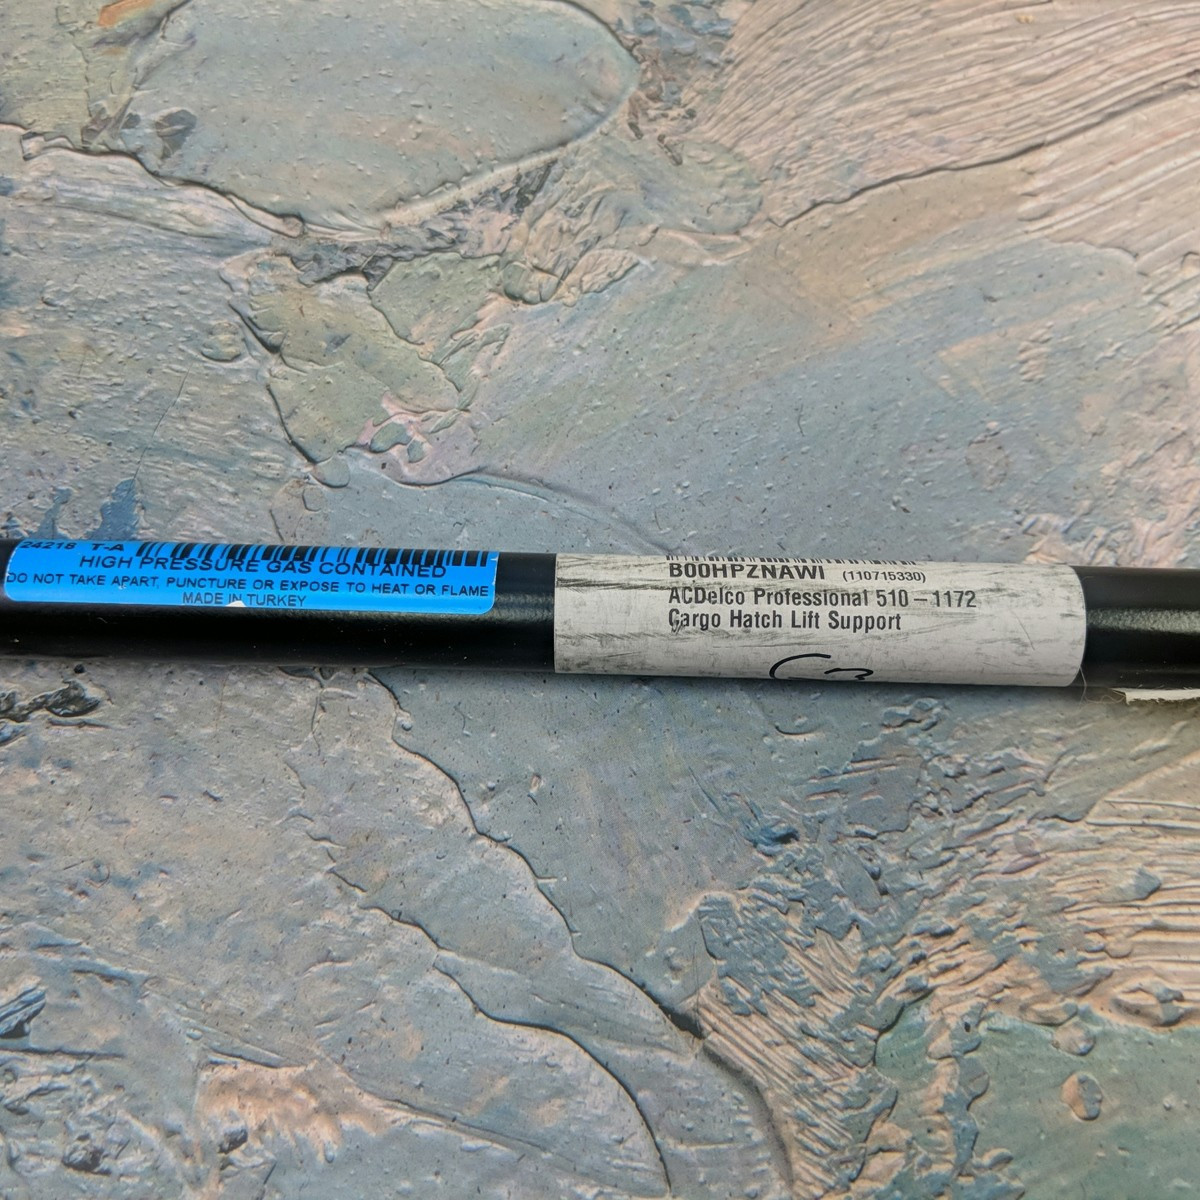 24218 T-A
HIGH PRESSURE GAS CONTAINED
DO NOT TAKE APART, PUNCTURE OR EXPOSE TO HEAT OR FLAME
MADE IN TURKEY
B00HPZNAWI (110715330)
ACDelco Professional 510-1172
Cargo Hatch Lift Support